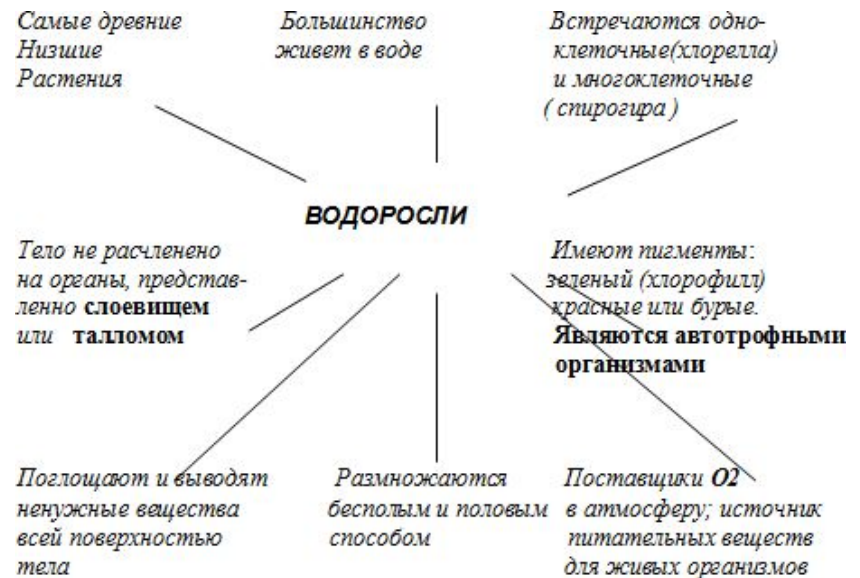 Самые древние
Низшие
Растения
Большинство
живет в воде
Встречаются одно-
клеточные(хлорелла)
и многоклеточные
( спирогира )
ВОДОРОСЛИ
Тело не расчленено
на органы, представ-
ленно слоевищем
или талломом
Имеют пигменты:
зеленый (хлорофилл)
красные или бурые.
Являются автотрофными
организмами
Поглощают и выводят
ненужные вещества
всей поверхностью
тела
Размножаются
бесполым и половым
способом
Поставщики О2
в атмосферу; источник
питательных веществ
для живых организмов